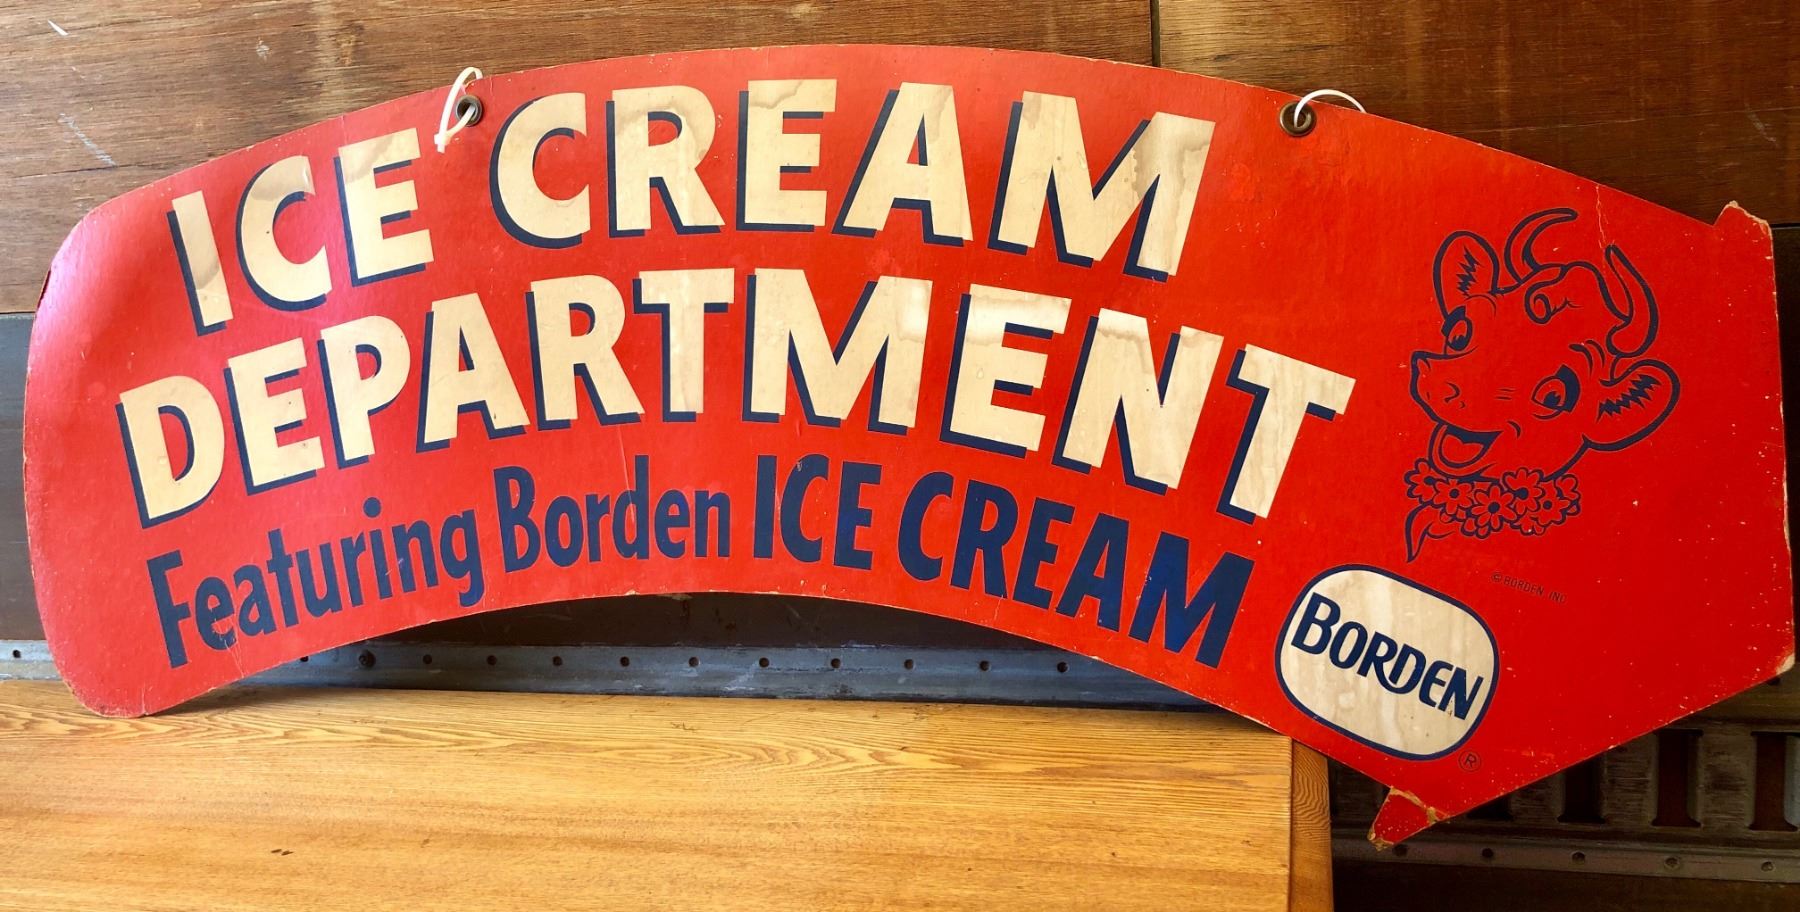 ICE CREAM
DEPARTMENT
Featuring Borden ICE CREAM
© BORDEN, INC
BORDEN
®